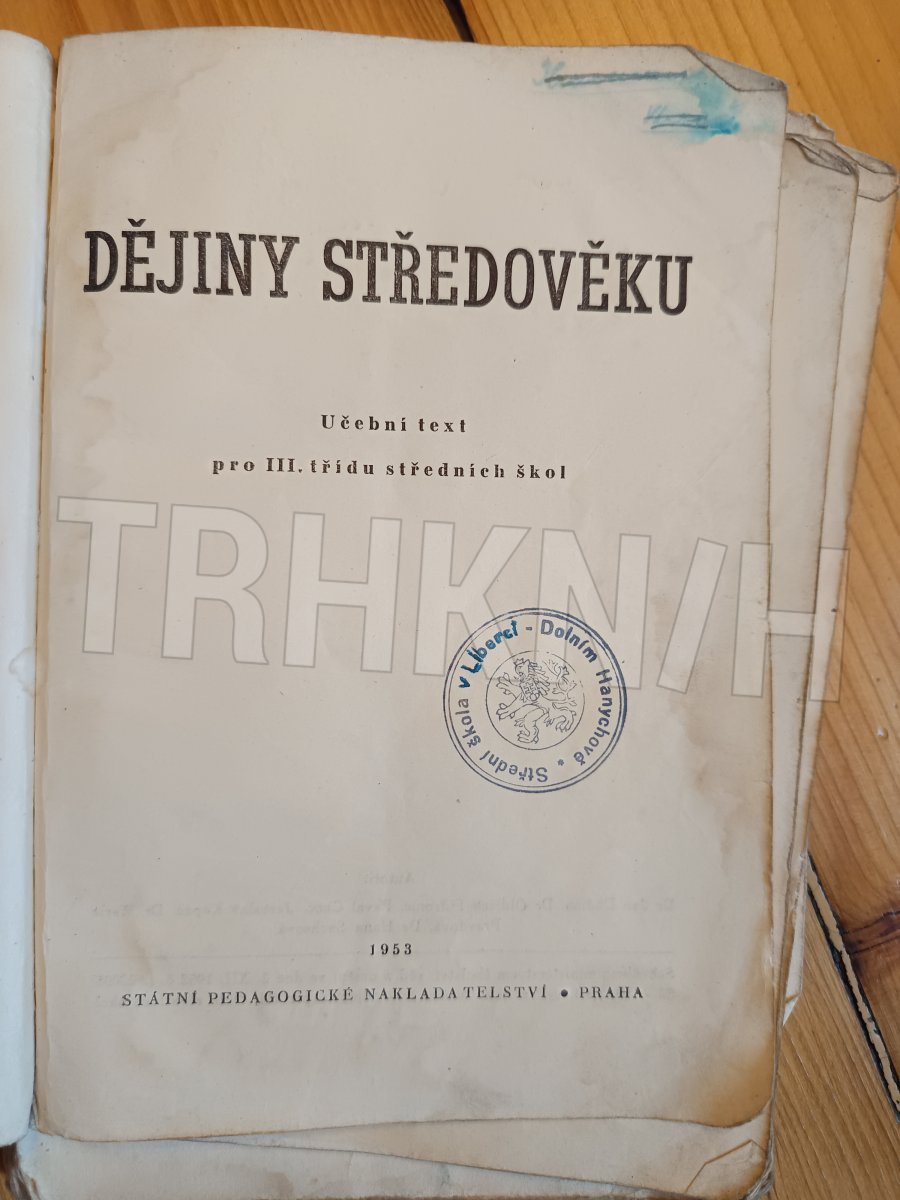 DĚJINY STŘEDOVĚKU
Učební text
pro III. třídu středních škol
TRHKN/H
Střední škola v Liberci - Dolním Hanychově *
1953
STÁTNÍ PEDAGOGICKÉ NAKLADATELSTVÍ • PRAHA